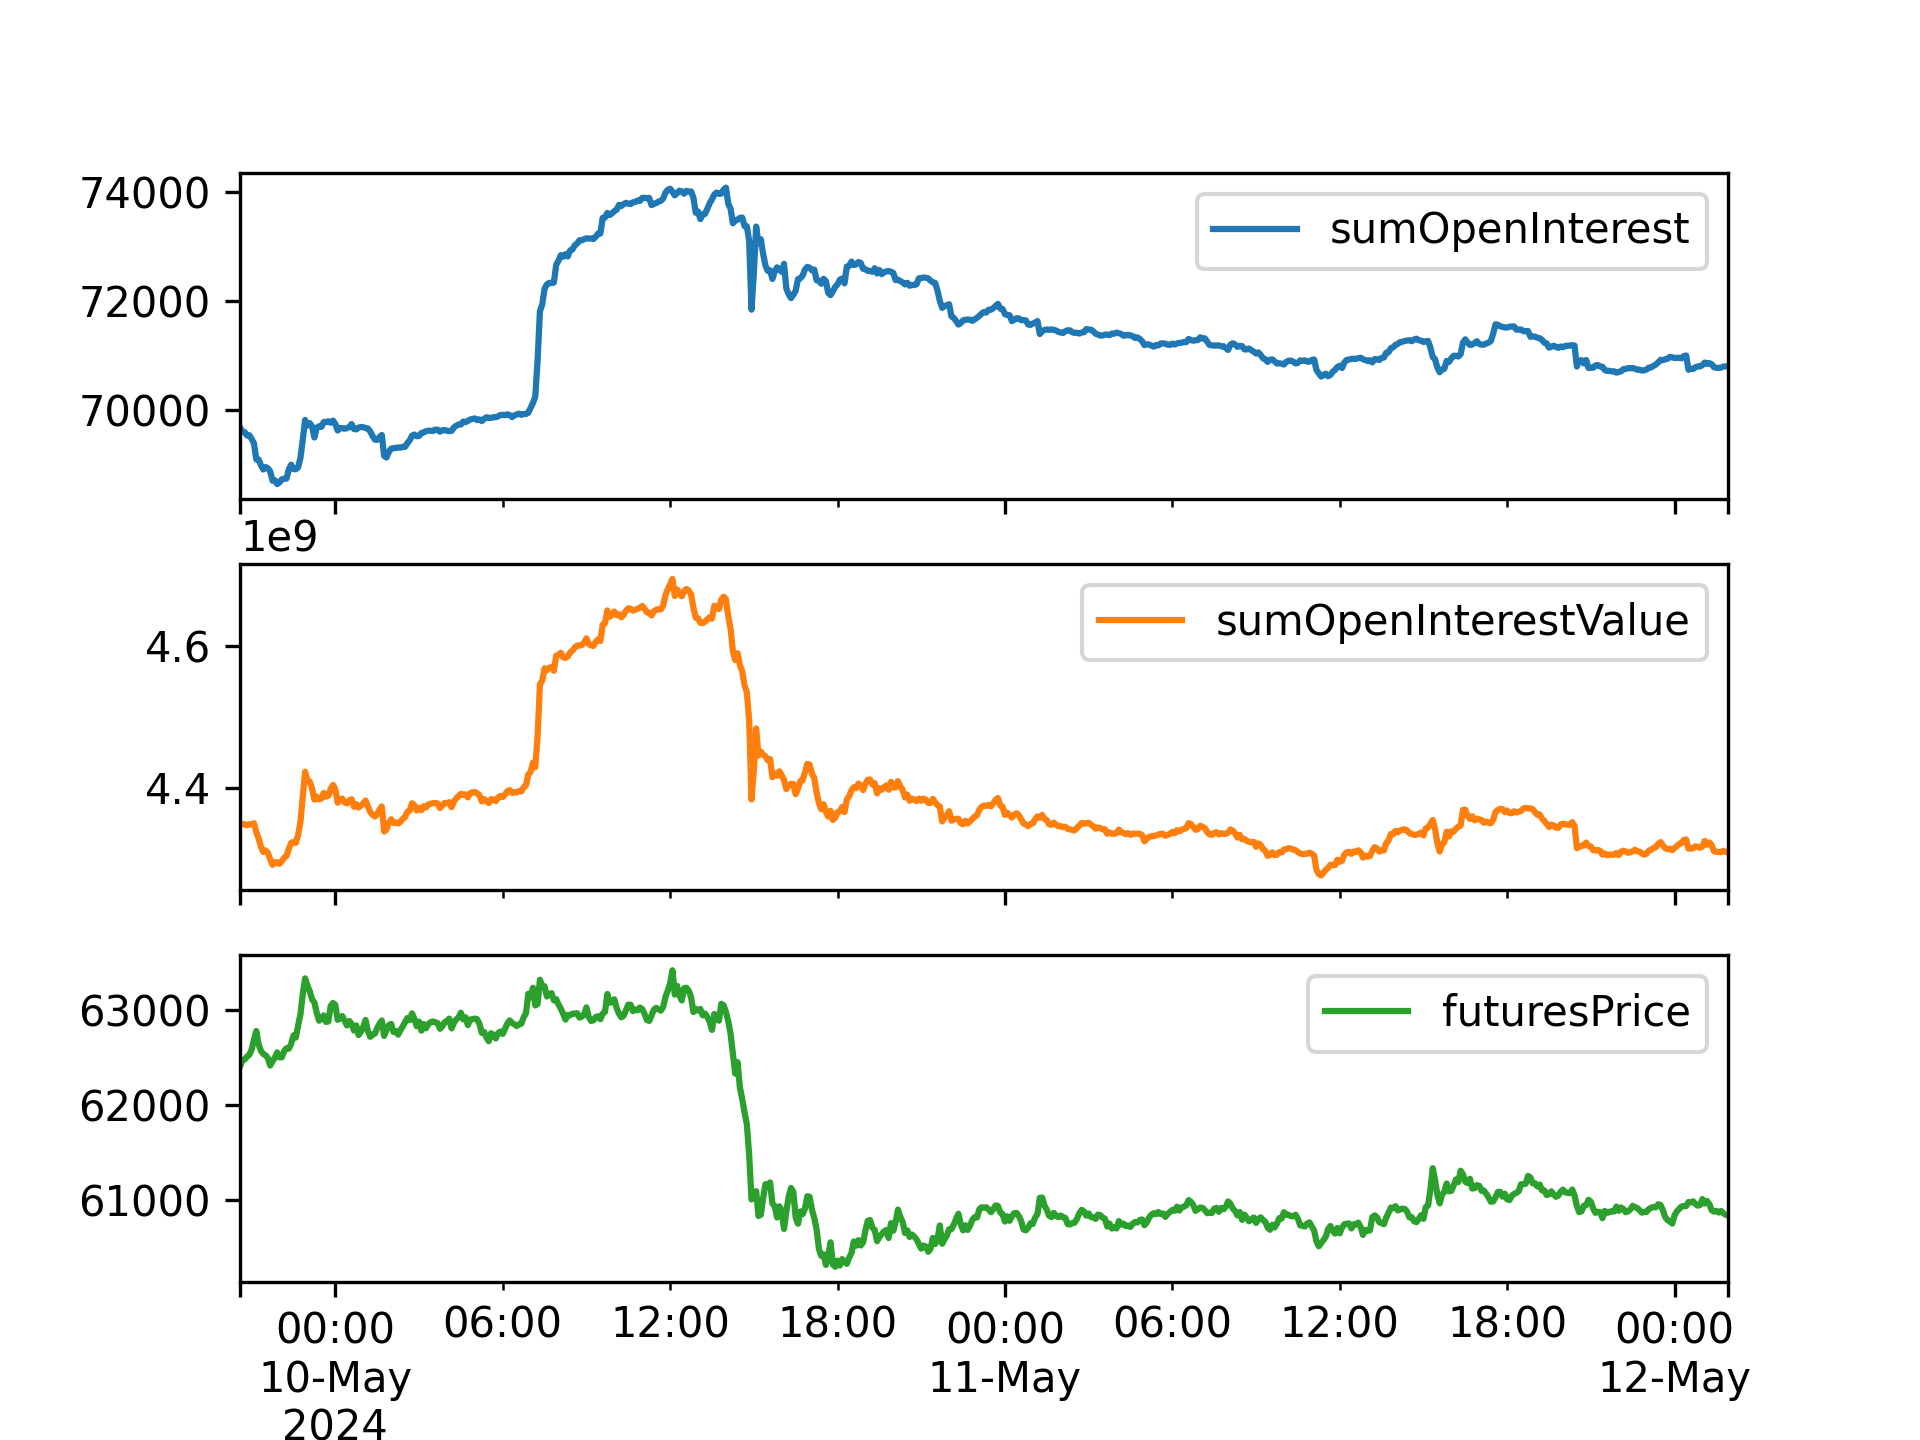 74000
72000
70000
sumOpenInterest
1e9
4.6
4.4
sumOpenInterestValue
63000
62000
61000
futuresPrice
00:00 06:00 12:00 18:00 00:00 06:00 12:00 18:00 00:00
10-May 11-May 12-May
2024